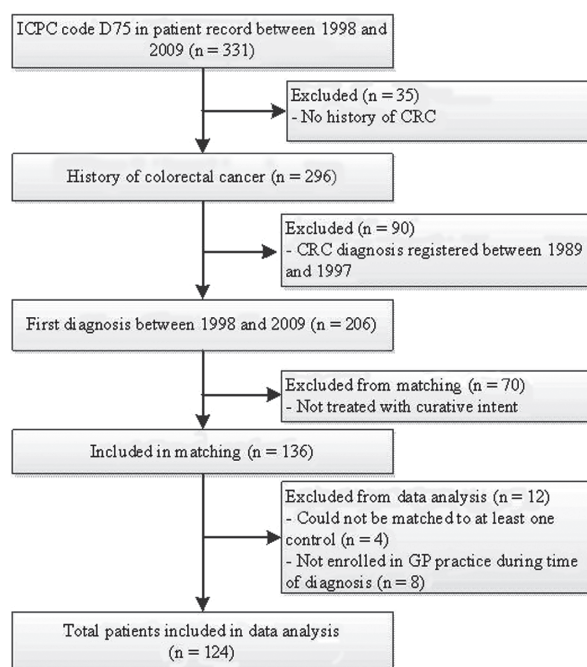 ICPC code D75 in patient record between 1998 and
2009 (n = 331)
Excluded (n = 35)
- No history of CRC
History of colorectal cancer (n = 296)
Excluded (n = 90)
- CRC diagnosis registered between 1989
and 1997
First diagnosis between 1998 and 2009 (n = 206)
Excluded from matching (n = 70)
- Not treated with curative intent
Included in matching (n = 136)
Excluded from data analysis (n = 12)
- Could not be matched to at least one
control (n = 4)
- Not enrolled in GP practice during time
of diagnosis (n = 8)
Total patients included in data analysis
(n = 124)